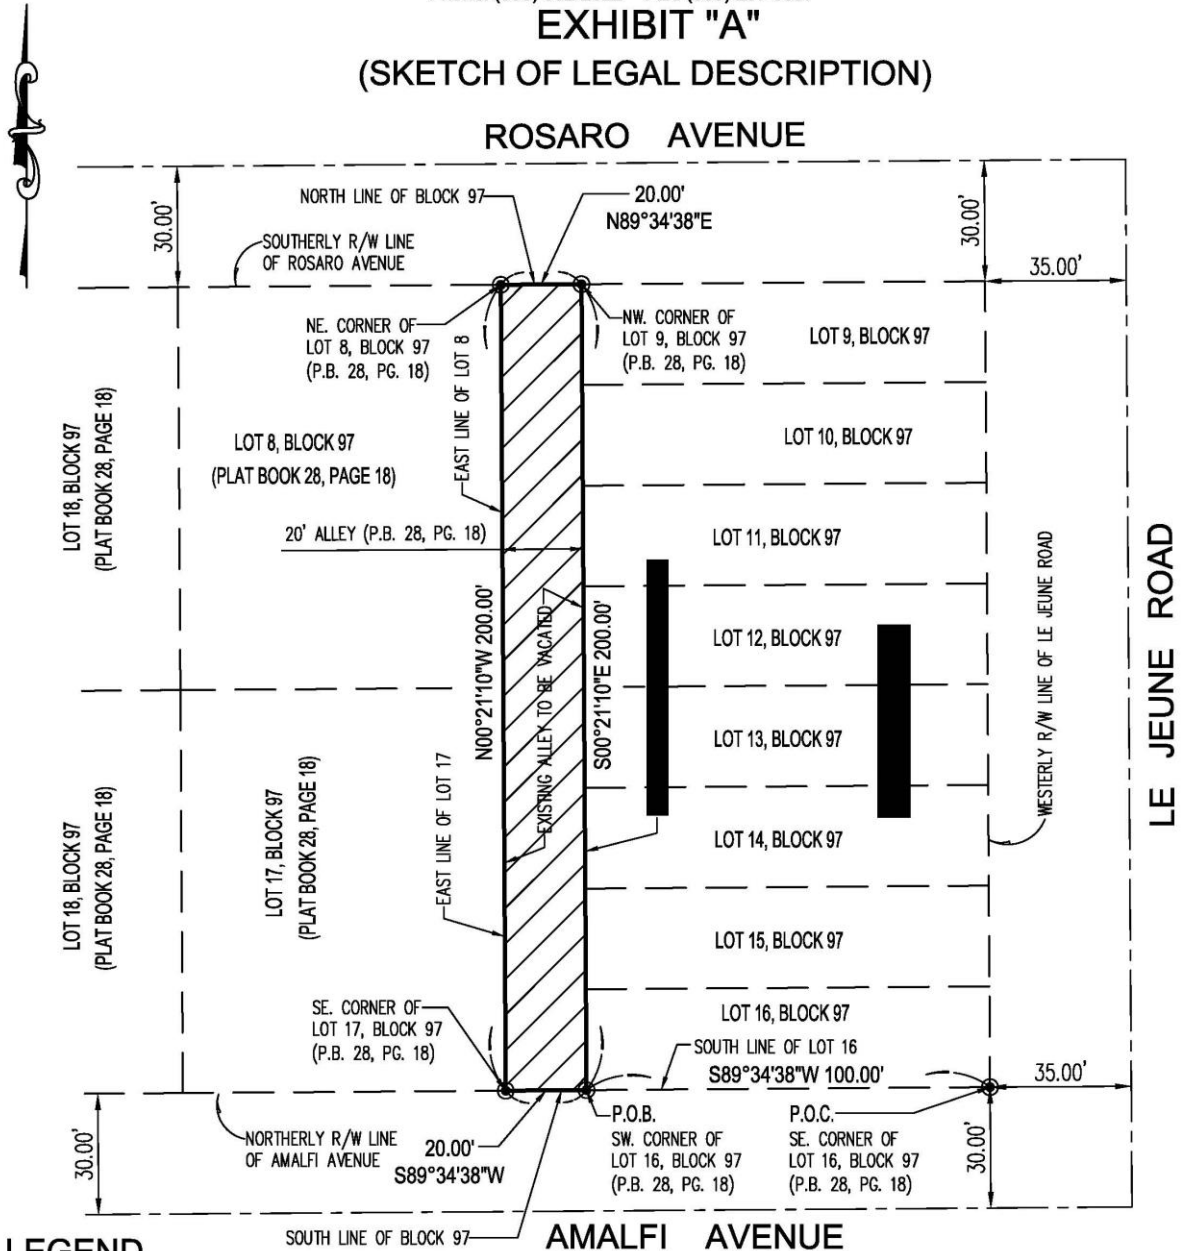 EXHIBIT "A"
(SKETCH OF LEGAL DESCRIPTION)
ROSARO AVENUE
NORTH LINE OF BLOCK 97
20.00'
N89°34'38"E
30.00'
30.00'
SOUTHERLY R/W LINE
OF ROSARO AVENUE
35.00'
NE. CORNER OF
LOT 8, BLOCK 97
(P.B. 28, PG. 18)
EAST LINE OF LOT 8
NW. CORNER OF
LOT 9, BLOCK 97
(P.B. 28, PG. 18)
LOT 9, BLOCK 97
LOT 18, BLOCK 97
(PLAT BOOK 28, PAGE 18)
LOT 8, BLOCK 97
(PLAT BOOK 28, PAGE 18)
LOT 10, BLOCK 97
20' ALLEY (P.B. 28, PG. 18)
LOT 11, BLOCK 97
N00°21'10"W 200.00'
EXISTING ALLEY TO BE VACATED
S00°21'10"E 200.00'
LOT 12, BLOCK 97
WESTERLY R/W LINE OF LE JEUNE ROAD
LE JEUNE ROAD
LOT 13, BLOCK 97
LOT 18, BLOCK 97
(PLAT BOOK 28, PAGE 18)
LOT 17, BLOCK 97
(PLAT BOOK 28, PAGE 18)
EAST LINE OF LOT 17
LOT 14, BLOCK 97
LOT 15, BLOCK 97
SE. CORNER OF
LOT 17, BLOCK 97
(P.B. 28, PG. 18)
LOT 16, BLOCK 97
SOUTH LINE OF LOT 16
S89°34'38"W 100.00'
35.00'
30.00'
NORTHERLY R/W LINE
OF AMALFI AVENUE
20.00'
S89°34'38"W
P.O.B.
SW. CORNER OF
LOT 16, BLOCK 97
(P.B. 28, PG. 18)
P.O.C.
SE. CORNER OF
LOT 16, BLOCK 97
(P.B. 28, PG. 18)
30.00'
SOUTH LINE OF BLOCK 97
AMALFI AVENUE
LEGEND